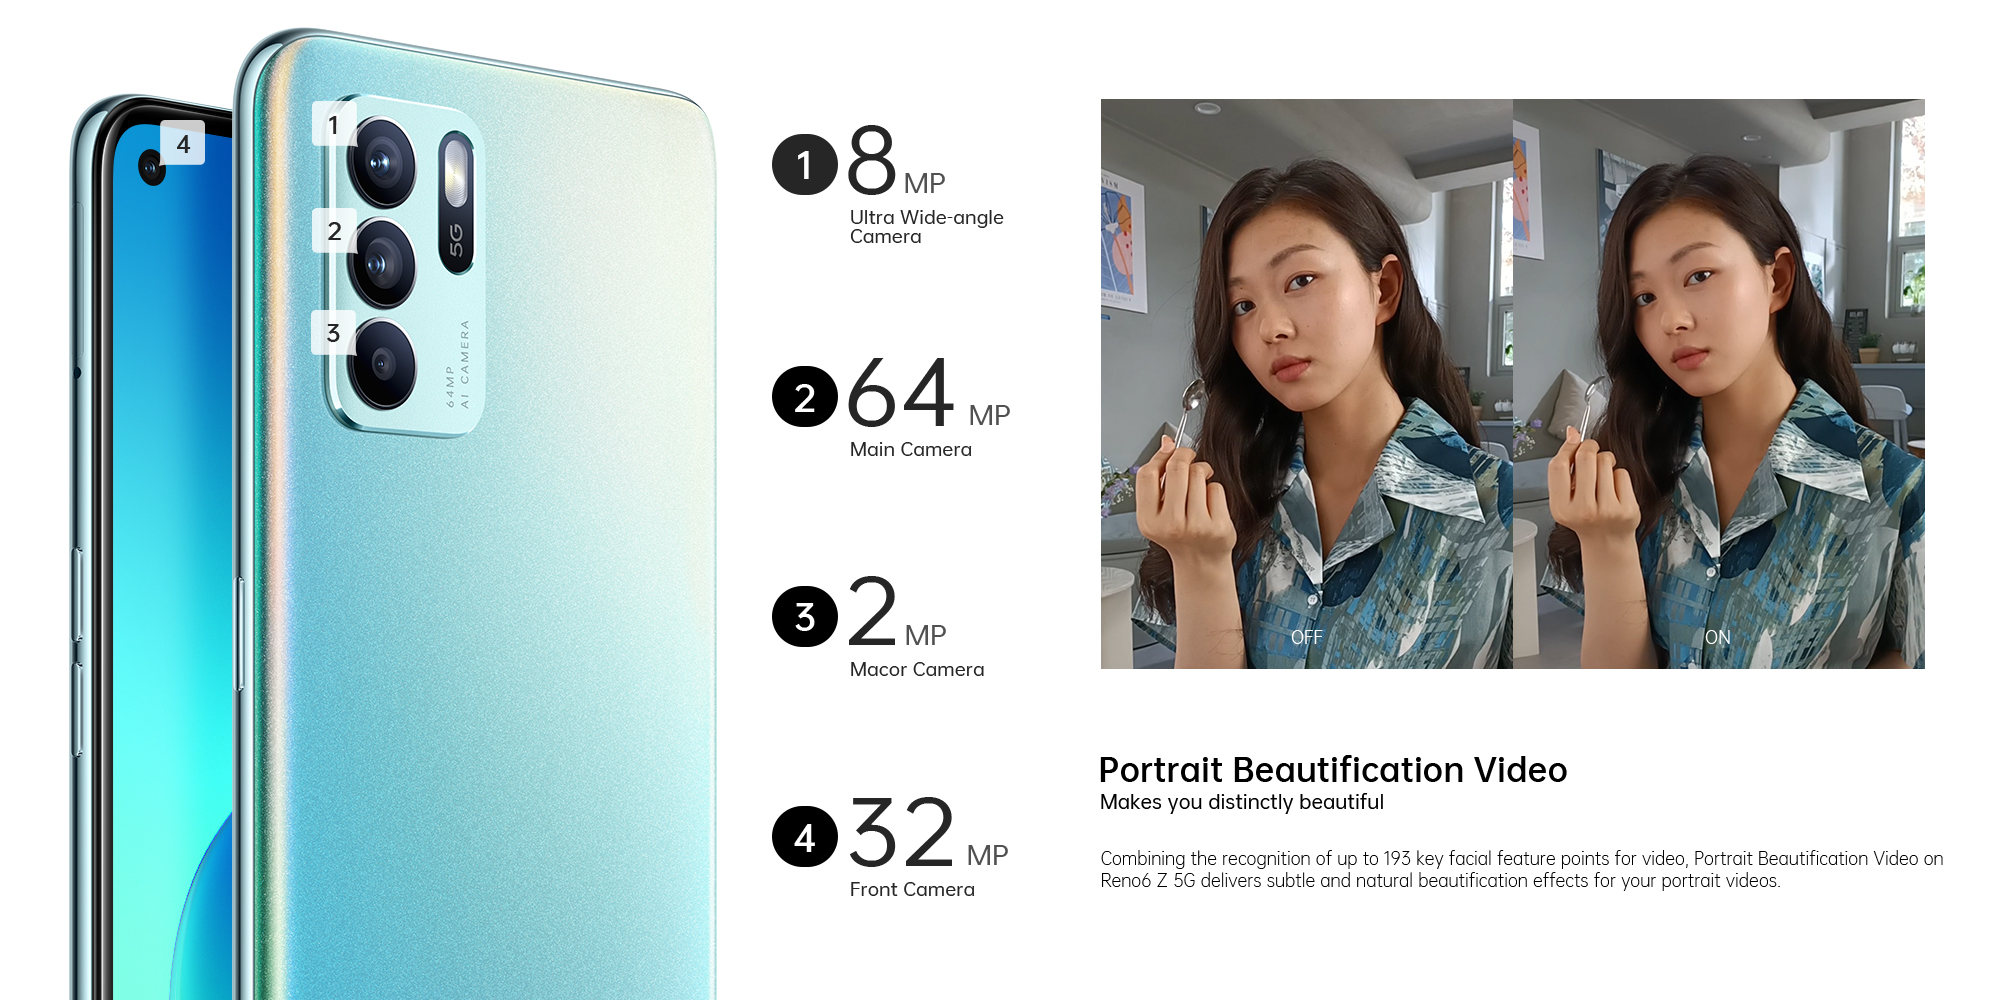 4
1
2
3
5G
64MP
AI CAMERA
1 8 MP
Ultra Wide-angle
Camera
2 64 MP
Main Camera
3 2 MP
Macor Camera
4 32 MP
Front Camera
OFF
ON
Portrait Beautification Video
Makes you distinctly beautiful
Combining the recognition of up to 193 key facial feature points for video, Portrait Beautification Video on
Reno6 Z 5G delivers subtle and natural beautification effects for your portrait videos.